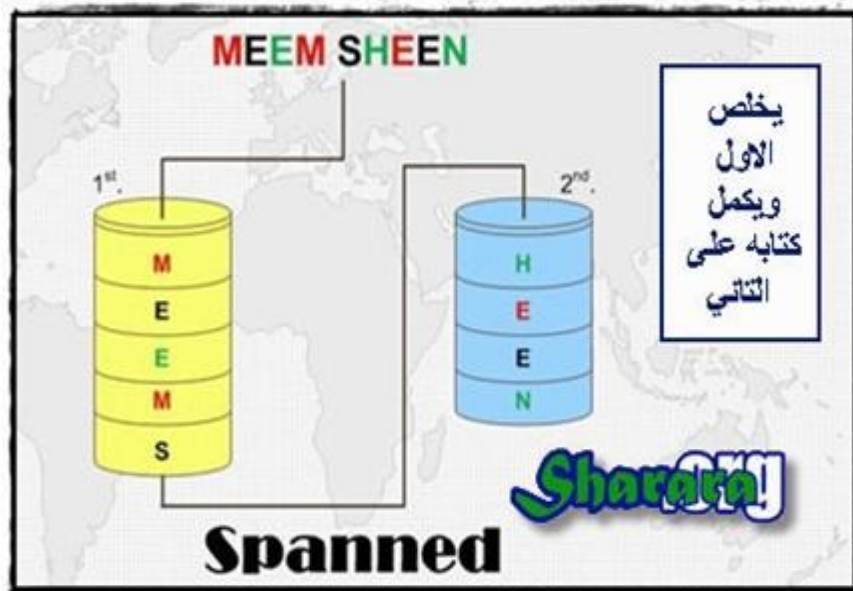 MEEM SHEEN
يخلص
الاول
ويكمل
كتابه على
التاني
1st.
2nd.
M
E
E
M
S
H
E
E
N
Sharara.org
Spanned